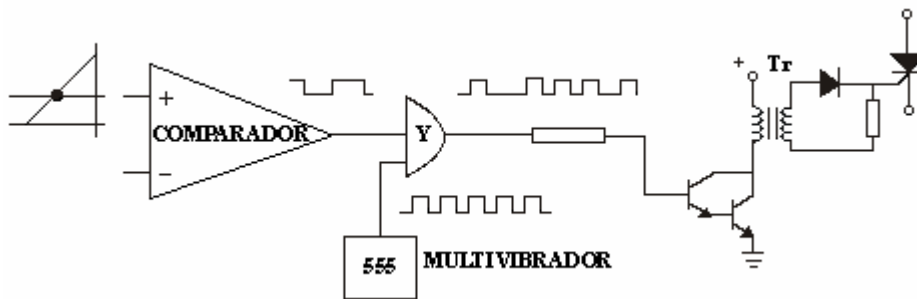 + Tr
+
COMPARADOR
Y
−
555
MULTIVIBRADOR